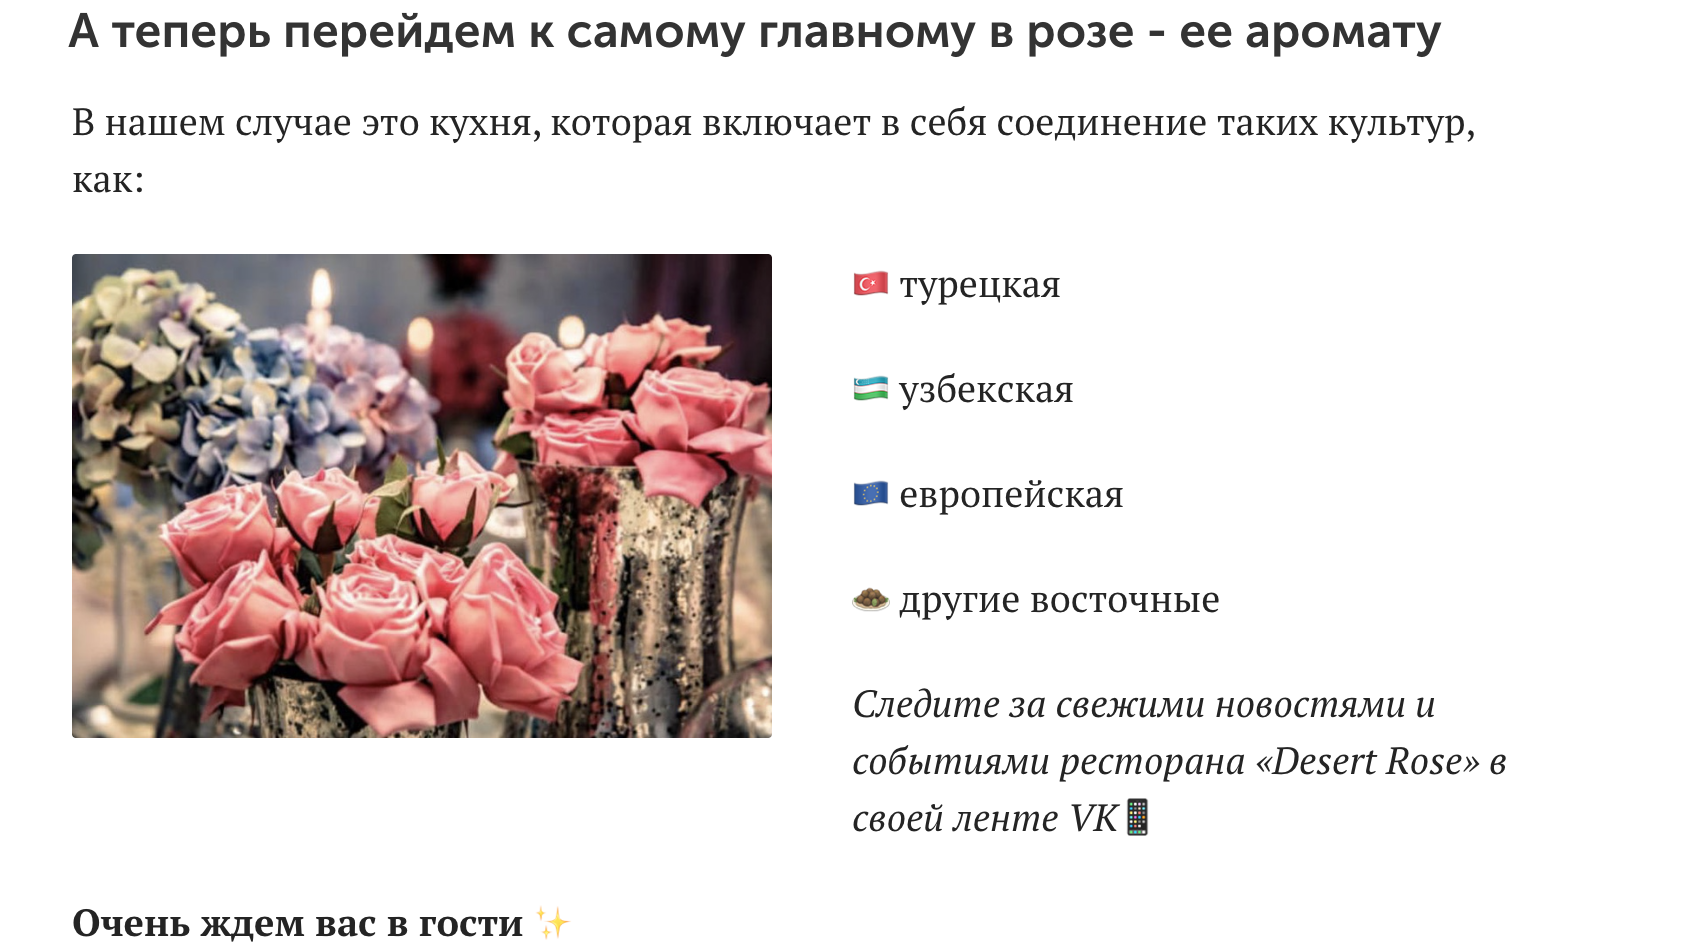 А теперь перейдем к самому главному в розе - ее аромату
В нашем случае это кухня, которая включает в себя соединение таких культур,
как:
🇹🇷 турецкая
🇺🇿 узбекская
🇪🇺 европейская
🧆 другие восточные
Следите за свежими новостями и
событиями ресторана «Desert Rose» в
своей ленте VK📱
Очень ждем вас в гости ✨